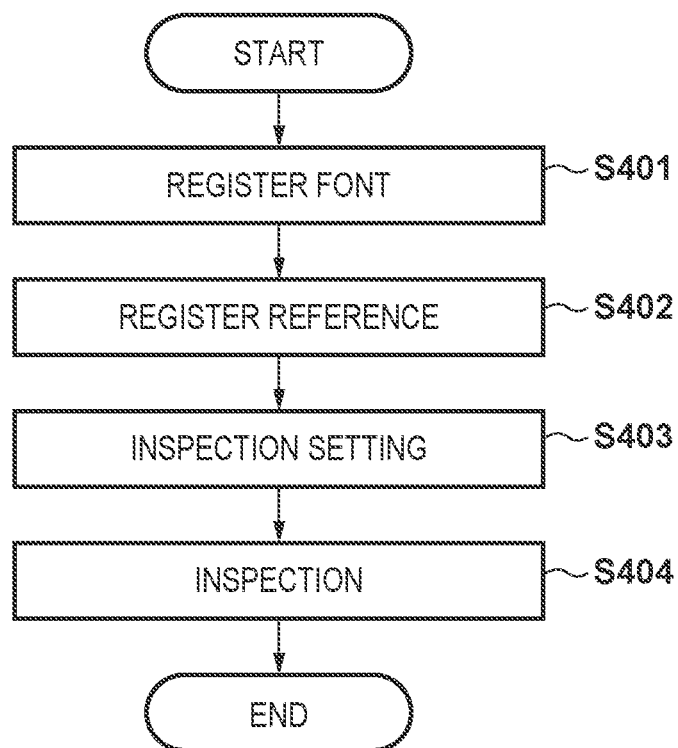 START
REGISTER FONT
S401
REGISTER REFERENCE
S402
INSPECTION SETTING
S403
INSPECTION
S404
END